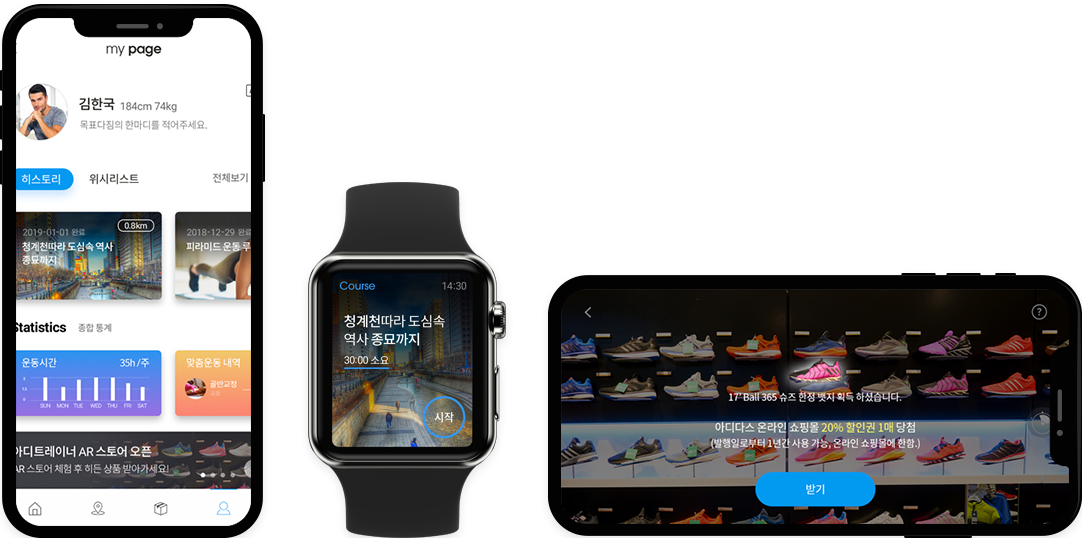 my page
김한국 184cm 74kg
목표다짐의 한마디를 적어주세요.
히스토리 위시리스트 전체보기
2019-01-01 완료 0.8km
청계천따라 도심속 역사
종묘까지
2018-12-29 완료
피라미드 운동 루
Statistics 종합 통계
운동시간 35h /주
SUN MON TUE WED THU FRI SAT
맞춤운동 내역
골반교정
아디트레이너 AR 스토어 오픈
AR 스토어 체험 후 히든 상품 받아가세요!
Course 14:30
청계천따라 도심속
역사 종묘까지
30:00 소요
시작
?
17' Ball 365 슈즈 한정 뱃지 획득 하셨습니다.
아디다스 온라인 쇼핑몰 20% 할인권 1매 당첨
(발행일로부터 1년간 사용 가능, 온라인 쇼핑몰에 한함.)
받기